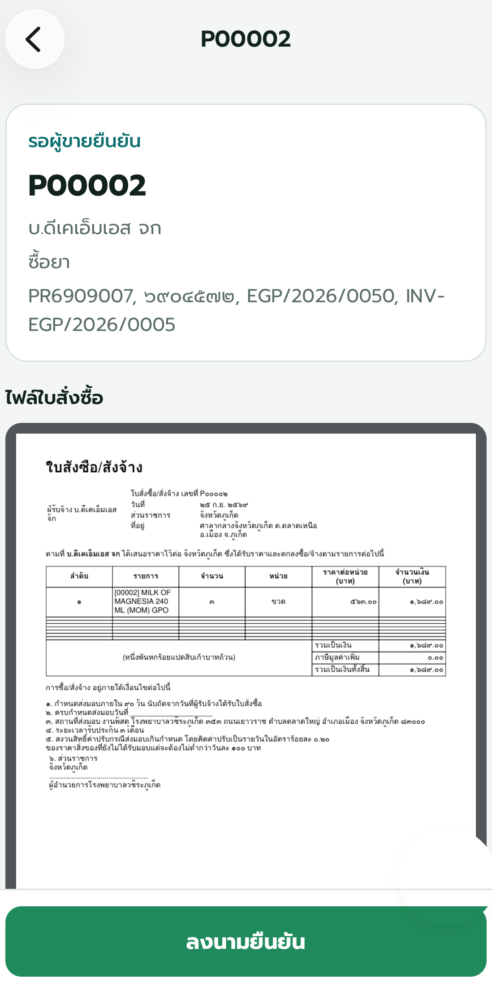 P00002
รอผู้ขายยืนยัน
P00002
บ.ดีเคเอ็มเอส จก
ซื้อยา
PR6909007, ๖๙๐๔๕๗๒, EGP/2026/0050, INV-
EGP/2026/0005
ไฟล์ใบสั่งซื้อ
ใบสั่งซื้อ/สั่งจ้าง
ใบสั่งซื้อ/สั่งจ้าง เลขที่ P๐๐๐๐๒
ผู้รับจ้าง บ.ดีเคเอ็มเอส
จก
วันที่ ๒๕ ก.ย. ๒๕๖๙
ส่วนราชการ จังหวัดภูเก็ต
ที่อยู่ ศาลากลางจังหวัดภูเก็ต ต.ตลาดเหนือ
อ.เมือง จ.ภูเก็ต
ตามที่ บ.ดีเคเอ็มเอส จก ได้เสนอราคาไว้ต่อ จังหวัดภูเก็ต ซึ่งได้รับราคาและตกลงซื้อ/จ้างตามรายการต่อไปนี้
ลำดับ รายการ จำนวน หน่วย ราคาต่อหน่วย (บาท) จำนวนเงิน (บาท)
๑ [00002] MILK OF MAGNESIA 240 ML (MOM) GPO ๓ ขวด ๕๖๓.๐๐ ๑,๖๘๙.๐๐
รวมเป็นเงิน ๑,๖๘๙.๐๐
(หนึ่งพันหกร้อยแปดสิบเก้าบาทถ้วน) ภาษีมูลค่าเพิ่ม ๐.๐๐
รวมเป็นเงินทั้งสิ้น ๑,๖๘๙.๐๐
การซื้อ/สั่งจ้าง อยู่ภายใต้เงื่อนไขต่อไปนี้
๑. กำหนดส่งมอบภายใน ๙๐ วัน นับถัดจากวันที่ผู้รับจ้างได้รับใบสั่งซื้อ
๒. ครบกำหนดส่งมอบวันที่ ____________________
๓. สถานที่ส่งมอบ งานพัสดุ โรงพยาบาลวชิระภูเก็ต ๓๕๓ ถนนเยาวราช ตำบลตลาดใหญ่ อำเภอเมือง จังหวัดภูเก็ต ๘๓๐๐๐
๔. ระยะเวลารับประกัน ๓ เดือน
๕. สงวนสิทธิ์ค่าปรับกรณีส่งมอบเกินกำหนด โดยคิดค่าปรับเป็นรายวันในอัตราร้อยละ ๐.๒๐
ของราคาสิ่งของที่ยังไม่ได้รับมอบแต่จะต้องไม่ต่ำกว่าวันละ ๑๐๐ บาท
๖. ส่วนราชการ
จังหวัดภูเก็ต
................................................
ผู้อำนวยการโรงพยาบาลวชิระภูเก็ต
ลงนามยืนยัน